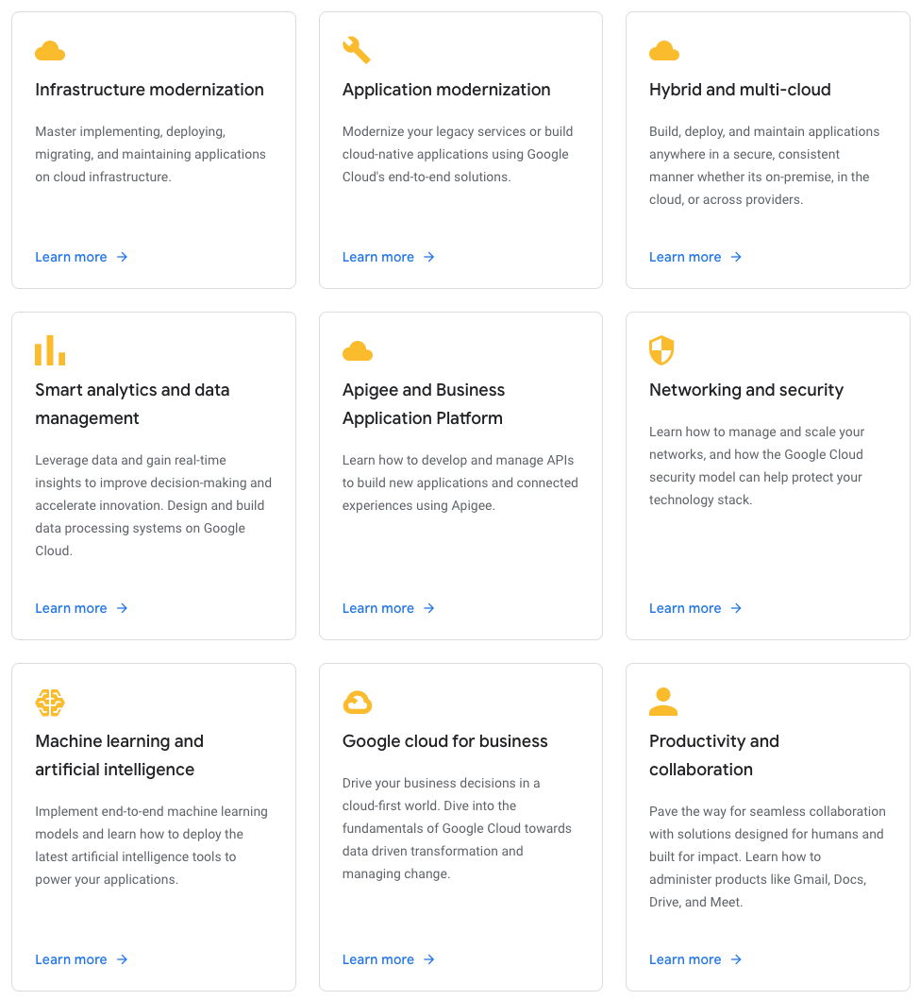 Infrastructure modernization
Master implementing, deploying,
migrating, and maintaining applications
on cloud infrastructure.
Learn more
Application modernization
Modernize your legacy services or build
cloud-native applications using Google
Cloud's end-to-end solutions.
Learn more
Hybrid and multi-cloud
Build, deploy, and maintain applications
anywhere in a secure, consistent
manner whether its on-premise, in the
cloud, or across providers.
Learn more
Smart analytics and data
management
Leverage data and gain real-time
insights to improve decision-making and
accelerate innovation. Design and build
data processing systems on Google
Cloud.
Learn more
Apigee and Business
Application Platform
Learn how to develop and manage APIs
to build new applications and connected
experiences using Apigee.
Learn more
Networking and security
Learn how to manage and scale your
networks, and how the Google Cloud
security model can help protect your
technology stack.
Learn more
Machine learning and
artificial intelligence
Implement end-to-end machine learning
models and learn how to deploy the
latest artificial intelligence tools to
power your applications.
Learn more
Google cloud for business
Drive your business decisions in a
cloud-first world. Dive into the
fundamentals of Google Cloud towards
data driven transformation and
managing change.
Learn more
Productivity and
collaboration
Pave the way for seamless collaboration
with solutions designed for humans and
built for impact. Learn how to
administer products like Gmail, Docs,
Drive, and Meet.
Learn more